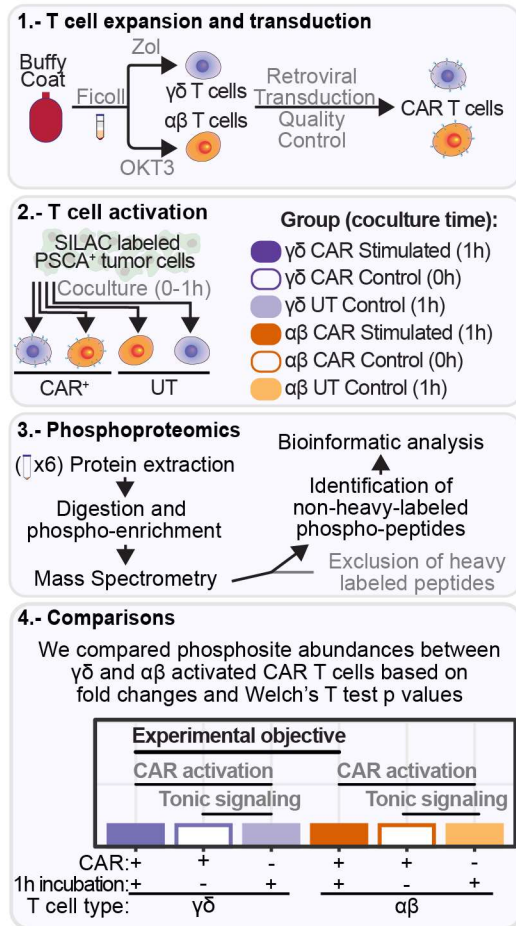 1.- T cell expansion and transduction
Buffy
Coat
Ficoll
Zol
γδ T cells
αβ T cells
OKT3
Retroviral
Transduction
Quality
Control
CAR T cells
2.- T cell activation
SILAC labeled
PSCA⁺ tumor cells
Coculture (0-1h)
CAR⁺
UT
Group (coculture time):
γδ CAR Stimulated (1h)
γδ CAR Control (0h)
γδ UT Control (1h)
αβ CAR Stimulated (1h)
αβ CAR Control (0h)
αβ UT Control (1h)
3.- Phosphoproteomics
(x6) Protein extraction
Digestion and
phospho-enrichment
Mass Spectrometry
Exclusion of heavy
labeled peptides
Identification of
non-heavy-labeled
phospho-peptides
Bioinformatic analysis
4.- Comparisons
We compared phosphosite abundances between
γδ and αβ activated CAR T cells based on
fold changes and Welch's T test p values
Experimental objective
CAR activation CAR activation
Tonic signaling Tonic signaling
CAR: + + - + + -
1h incubation: + - + + - +
T cell type: γδ αβ